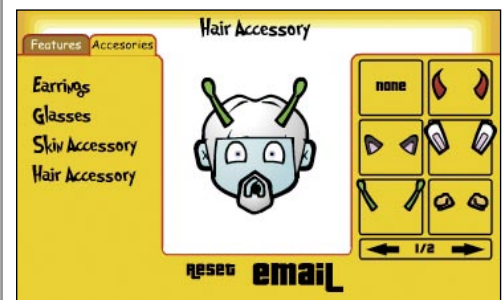 Hair Accessory
Features Accesories
Earrings
Glasses
Skin Accessory
Hair Accessory
none
1/2
Reset email